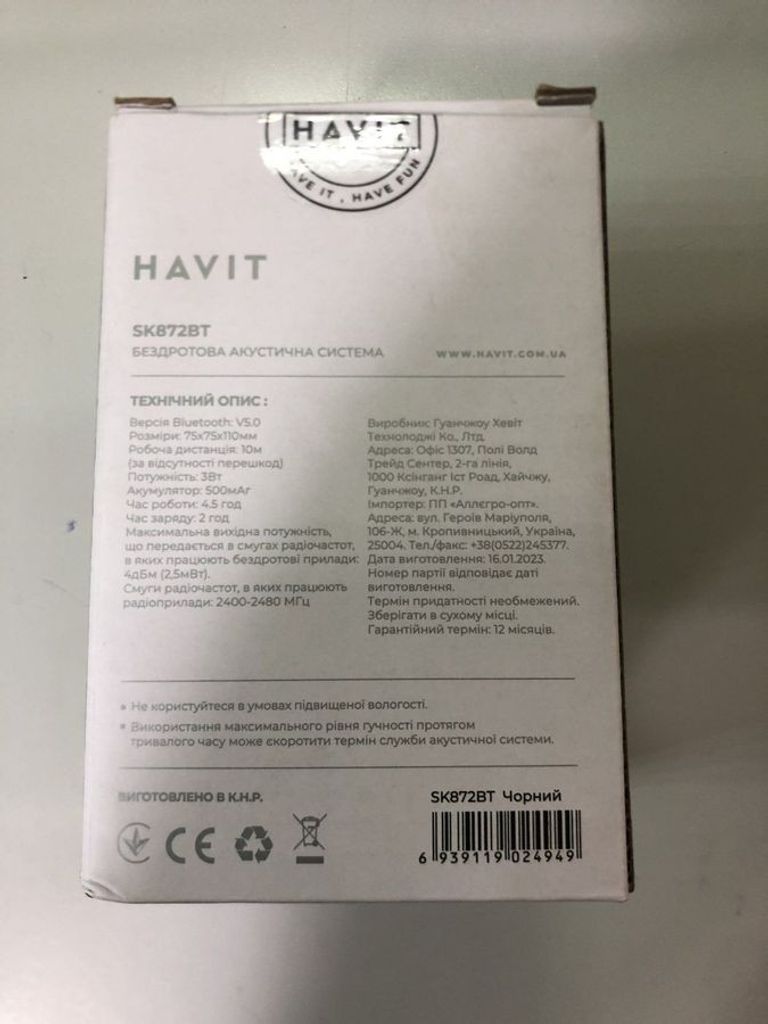 HAVIT
AVE IT , HAVE FUN
HAVIT
SK872BT
БЕЗДРОТОВА АКУСТИЧНА СИСТЕМА
WWW.HAVIT.COM.UA
ТЕХНІЧНИЙ ОПИС :
Версія Bluetooth: V5.0
Розміри: 75x75x110мм
Робоча дистанція: 10м
(за відсутності перешкод)
Потужність: 3Вт
Акумулятор: 500мАг
Час роботи: 4.5 год
Час заряду: 2 год
Максимальна вихідна потужність,
що передається в смугах радіочастот,
в яких працюють бездротові прилади:
4дБм (2,5мВт).
Смуги радіочастот, в яких працюють
радіоприлади: 2400-2480 МГц
Виробник: Гуанчжоу Хевіт
Технолоджі Ко., Лтд.
Адреса: Офіс 1307, Полі Волд
Трейд Сентер, 2-га лінія,
1000 Ксінганг Іст Роад, Хайчжу,
Гуанчжоу, К.Н.Р.
Імпортер: ПП «Аллєгро-опт».
Адреса: вул. Героїв Маріуполя,
106-Ж, м. Кропивницький, Україна,
25004. Тел./факс: +38(0522)245377.
Дата виготовлення: 16.01.2023.
Номер партії відповідає даті
виготовлення.
Термін придатності необмежений.
Зберігати в сухому місці.
Гарантійний термін: 12 місяців.
• Не користуйтеся в умовах підвищеної вологості.
• Використання максимального рівня гучності протягом
тривалого часу може скоротити термін служби акустичної системи.
ВИГОТОВЛЕНО В К.Н.Р.
CE
SK872BT Чорний
6 939119 024949